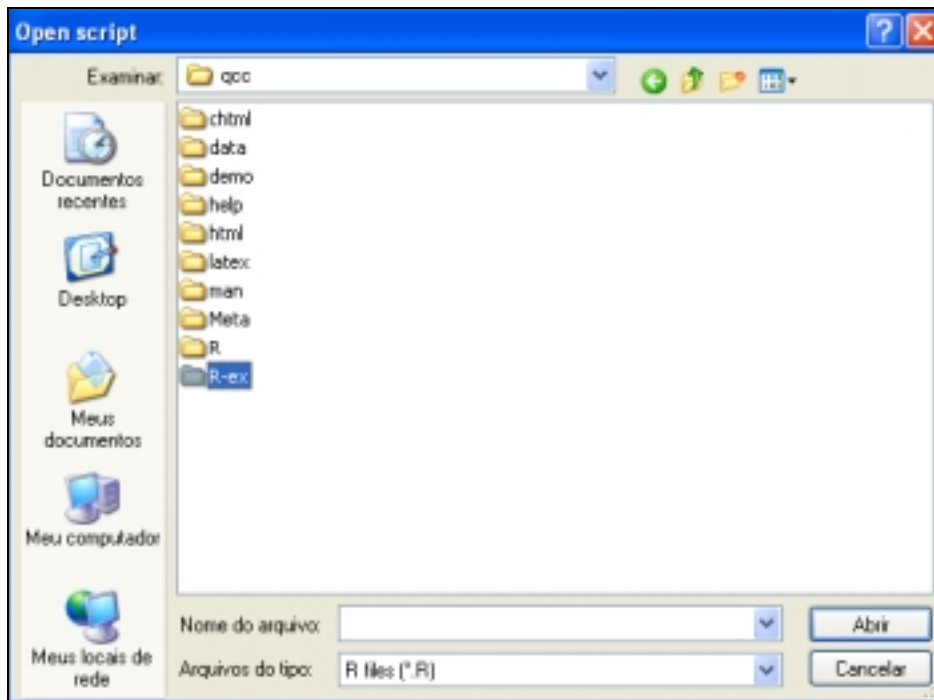 Open script
Examinar:
qcc
chtml
data
demo
help
html
latex
man
Meta
R
R-ex
Documentos
recentes
Desktop
Meus
documentos
Meu computador
Meus locais de
rede
Nome do arquivo:
Abrir
Arquivos do tipo:
R files (*.R)
Cancelar